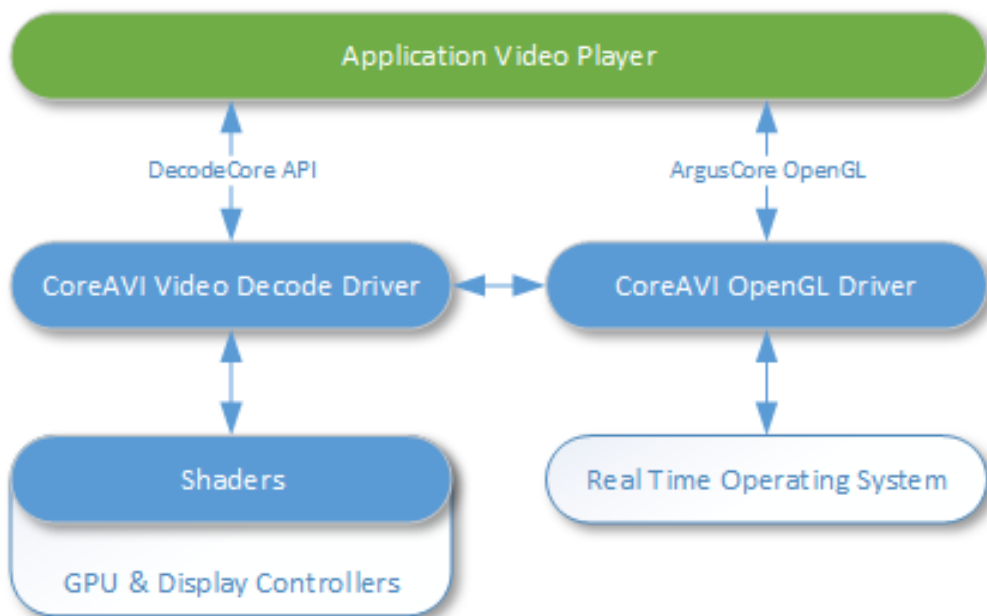 Application Video Player
DecodeCore API
ArgusCore OpenGL
CoreAVI Video Decode Driver
CoreAVI OpenGL Driver
Shaders
Real Time Operating System
GPU & Display Controllers